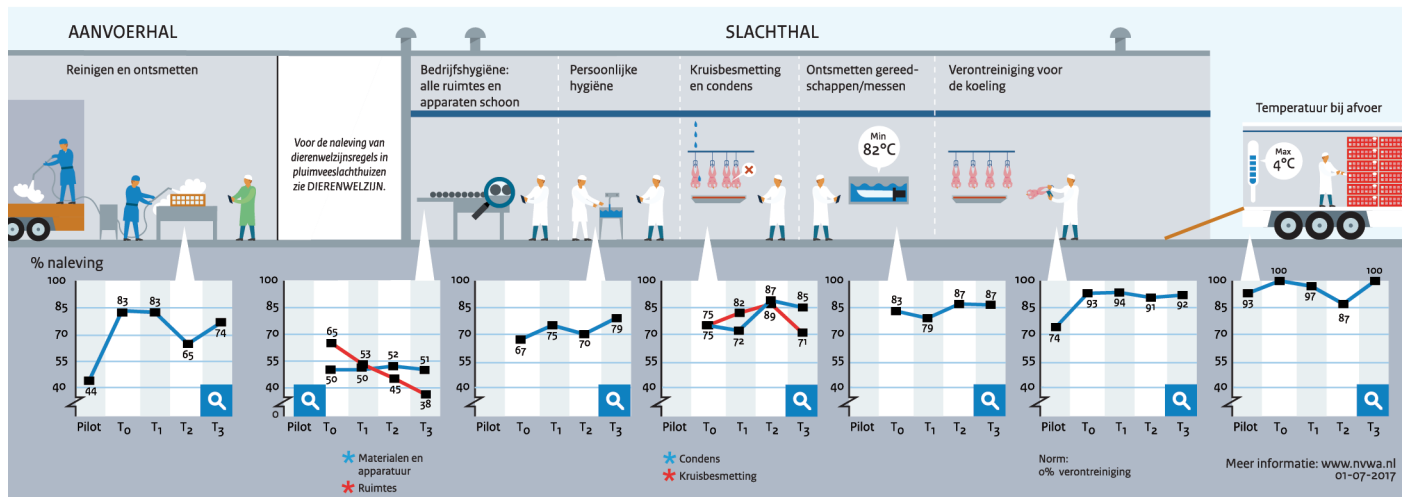 AANVOERHAL
SLACHTHAL
Reinigen en ontsmetten
Voor de naleving van
dierenwelzijnsregels in
pluimveeslachthuizen
zie DIERENWELZIJN.
Bedrijfshygiëne:
alle ruimtes en
apparaten schoon
Persoonlijke
hygiëne
Kruisbesmetting
en condens
Ontsmetten gereed-
schappen/messen
Min
82°C
Verontreiniging voor
de koeling
Temperatuur bij afvoer
Max
4°C
% naleving
100
85
70
55
40
44
83
83
65
74
Pilot T0 T1 T2 T3
100
85
70
55
40
0
65
53
45
38
50
50
52
51
Pilot T0 T1 T2 T3
Materialen en
apparatuur
Ruimtes
100
85
70
55
40
67
75
70
79
Pilot T0 T1 T2 T3
100
85
70
55
40
75
82
87
85
75
72
89
71
Pilot T0 T1 T2 T3
Condens
Kruisbesmetting
100
85
70
55
40
83
79
87
87
Pilot T0 T1 T2 T3
100
85
70
55
40
74
93
94
91
92
Pilot T0 T1 T2 T3
Norm:
0% verontreiniging
100
85
70
55
40
93
100
97
87
100
Pilot T0 T1 T2 T3
Meer informatie: www.nvwa.nl
01-07-2017